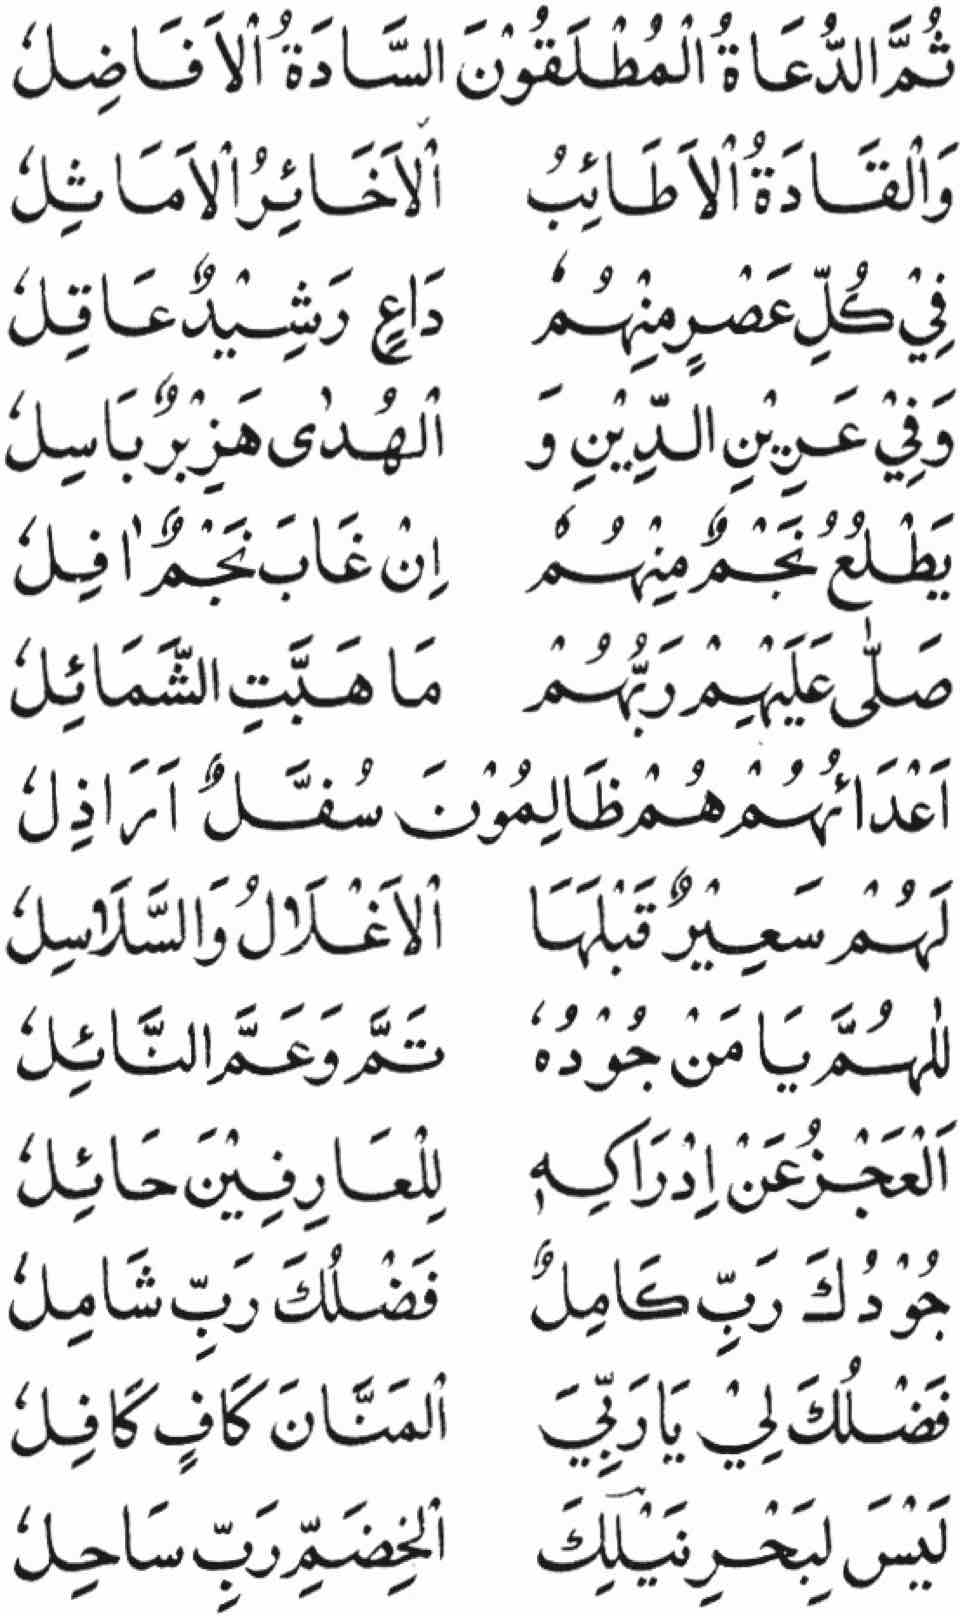 ثُمَّ الدُّعَاةُ الْمُطْلَقُوْنَ السَّادَةُ الْاَفَاضِلُ
وَالْقَادَةُ الْاَطَائِبُ الْاَخَائِرُ الْاَمَاثِلُ
فِيْ كُلِّ عَصْرٍ مِنْهُمُ دَاعٍ رَشِيْدٌ عَاقِلُ
وَفِيْ عَرِيْنِ الدِّيْنِ وَ الْهُدٰى هَزِبْرٌ بَاسِلُ
يَطْلُعُ نَجْمٌ مِنْهُمُ اِنْ غَابَ نَجْمٌ اٰفِلُ
صَلّٰى عَلَيْهِمْ رَبُّهُمْ مَا هَبَّتِ الشَّمَائِلُ
اَعْدَائُهُمْ هُمْ ظَالِمُوْنَ سُفَّلٌ اَرَاذِلُ
لَهُمْ سَعِيْرٌ قَبْلَهَا الْاَغْلَالُ وَالسَّلَاسِلُ
لٰلهُمَّ يَا مَنْ جُوْدُهُ تَمَّ وَعَمَّ النَّائِلُ
اَلْعَجْزُ عَنْ اِدْرَاكِهٖ لِلْعَارِفِيْنَ حَائِلُ
جُوْدُكَ رَبِّ كَامِلٌ فَضْلُكَ رَبِّ شَامِلُ
فَضْلُكَ لِيْ يَا رَبِّيَ الْمَنَّانَ كَافٍ كَافِلُ
لَيْسَ لِبَحْرِ نَيْلِكَ الْخِضَمِّ رَبِّ سَاحِلُ